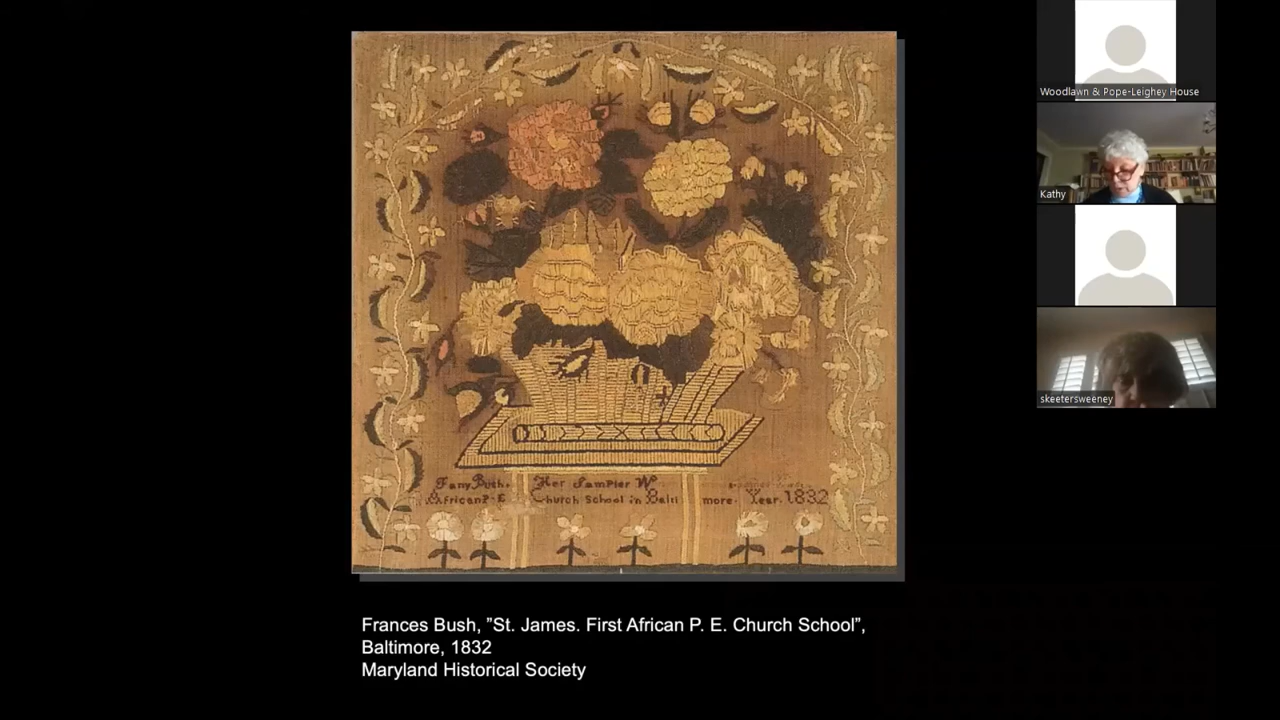 Fany Bush. Her Sampler W
African P-E Church School in Balti more. Year. 1832
Frances Bush, ”St. James. First African P. E. Church School”,
Baltimore, 1832
Maryland Historical Society
Woodlawn & Pope-Leighey House
Kathy
skeetersweeney